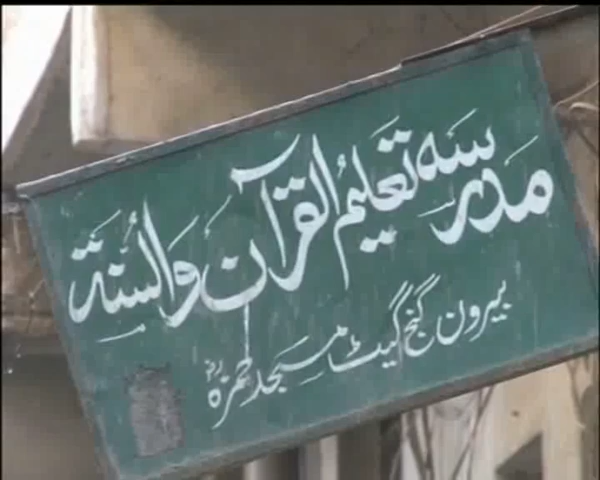 مدرسہ تعلیم القرآن والسنۃ
بیرون گنج گیٹ مسجد حمزہؓ